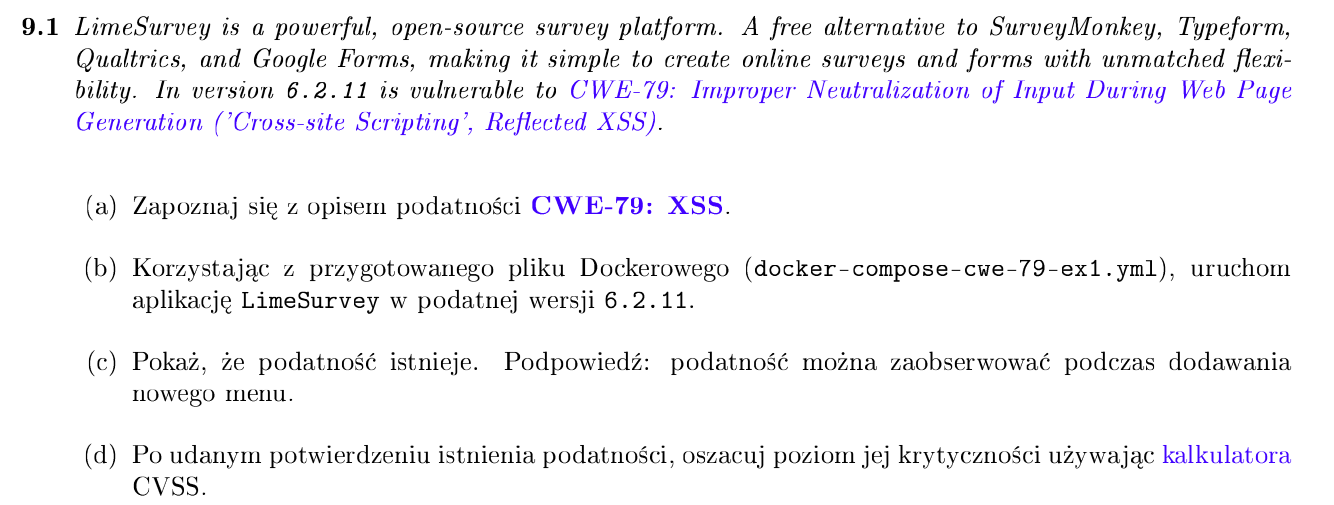 9.1 LimeSurvey is a powerful, open-source survey platform. A free alternative to SurveyMonkey, Typeform,
Qualtrics, and Google Forms, making it simple to create online surveys and forms with unmatched flexi-
bility. In version 6.2.11 is vulnerable to CWE-79: Improper Neutralization of Input During Web Page
Generation ('Cross-site Scripting', Reflected XSS).
(a) Zapoznaj się z opisem podatności CWE-79: XSS.
(b) Korzystając z przygotowanego pliku Dockerowego (docker-compose-cwe-79-ex1.yml), uruchom
aplikację LimeSurvey w podatnej wersji 6.2.11.
(c) Pokaż, że podatność istnieje. Podpowiedź: podatność można zaobserwować podczas dodawania
nowego menu.
(d) Po udanym potwierdzeniu istnienia podatności, oszacuj poziom jej krytyczności używając kalkulatora
CVSS.